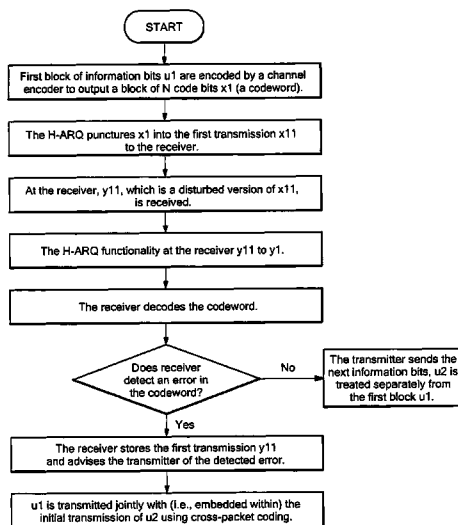 START
First block of information bits u1 are encoded by a channel
encoder to output a block of N code bits x1 (a codeword).
The H-ARQ punctures x1 into the first transmission x11
to the receiver.
At the receiver, y11, which is a disturbed version of x11,
is received.
The H-ARQ functionality at the receiver y11 to y1.
The receiver decodes the codeword.
Does receiver
detect an error in
the codeword?
No
The transmitter sends the
next information bits, u2 is
treated separately from
the first block u1.
Yes
The receiver stores the first transmission y11
and advises the transmitter of the detected error.
u1 is transmitted jointly with (i.e., embedded within) the
initial transmission of u2 using cross-packet coding.